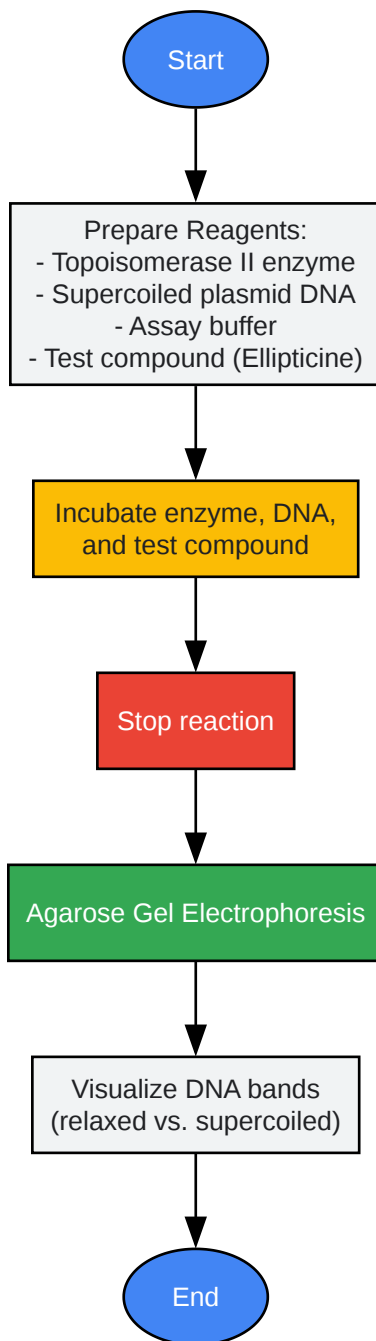 Start
Prepare Reagents:
- Topoisomerase II enzyme
- Supercoiled plasmid DNA
- Assay buffer
- Test compound (Ellipticine)
Incubate enzyme, DNA,
and test compound
Stop reaction
Agarose Gel Electrophoresis
Visualize DNA bands
(relaxed vs. supercoiled)
End